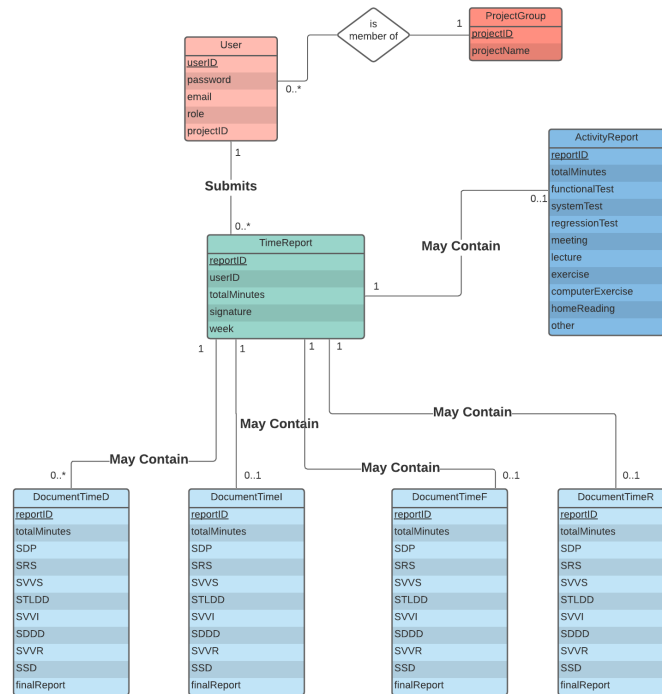 ProjectGroup
projectID
projectName
1
is
member of
0..*
User
userID
password
email
role
projectID
1
Submits
0..*
ActivityReport
reportID
totalMinutes
functionalTest
systemTest
regressionTest
meeting
lecture
exercise
computerExercise
homeReading
other
0..1
May Contain
1
TimeReport
reportID
userID
totalMinutes
signature
week
1
1
1
1
May Contain
May Contain
May Contain
May Contain
0..*
0..1
0..1
0..1
DocumentTimeD
reportID
totalMinutes
SDP
SRS
SVVS
STLDD
SVVI
SDDD
SVVR
SSD
finalReport
DocumentTimeI
reportID
totalMinutes
SDP
SRS
SVVS
STLDD
SVVI
SDDD
SVVR
SSD
finalReport
DocumentTimeF
reportID
totalMinutes
SDP
SRS
SVVS
STLDD
SVVI
SDDD
SVVR
SSD
finalReport
DocumentTimeR
reportID
totalMinutes
SDP
SRS
SVVS
STLDD
SVVI
SDDD
SVVR
SSD
finalReport